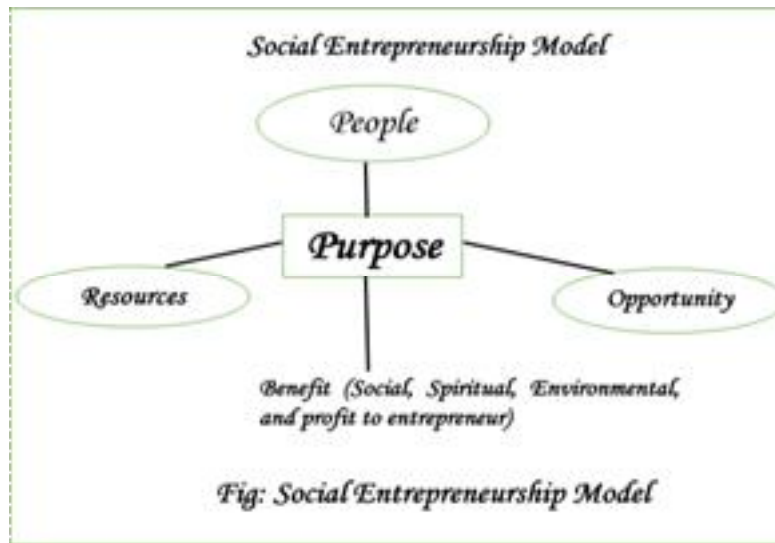 Social Entrepreneurship Model
People
Purpose
Resources
Opportunity
Benefit (Social, Spiritual, Environmental,
and profit to entrepreneur)
Fig: Social Entrepreneurship Model